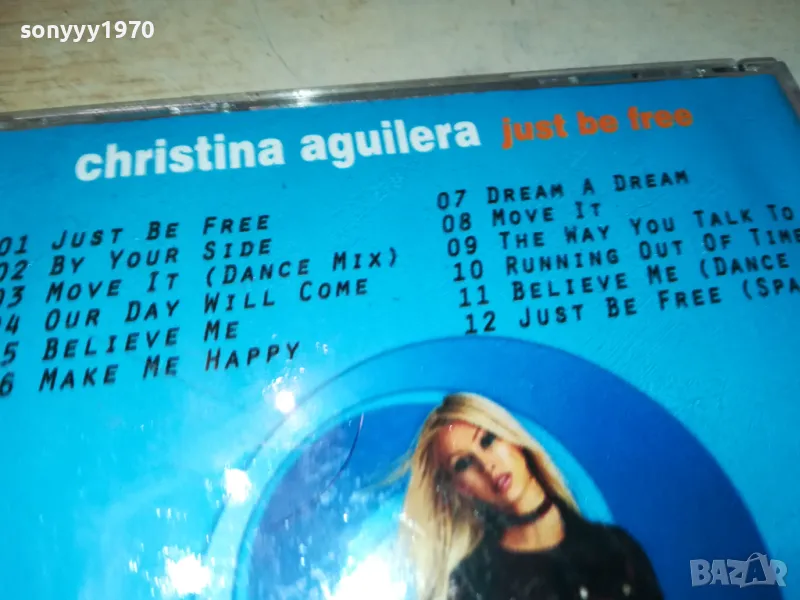 sonyyy1970
christina aguilera just be free
01 JUST BE FREE
02 BY YOUR SIDE
03 MOVE IT (DANCE MIX)
04 OUR DAY WILL COME
5 BELIEVE ME
6 MAKE ME HAPPY
07 DREAM A DREAM
08 MOVE IT
09 THE WAY YOU TALK TO
10 RUNNING OUT OF TIME
11 BELIEVE ME (DANCE
12 JUST BE FREE (SPA
BAZAR